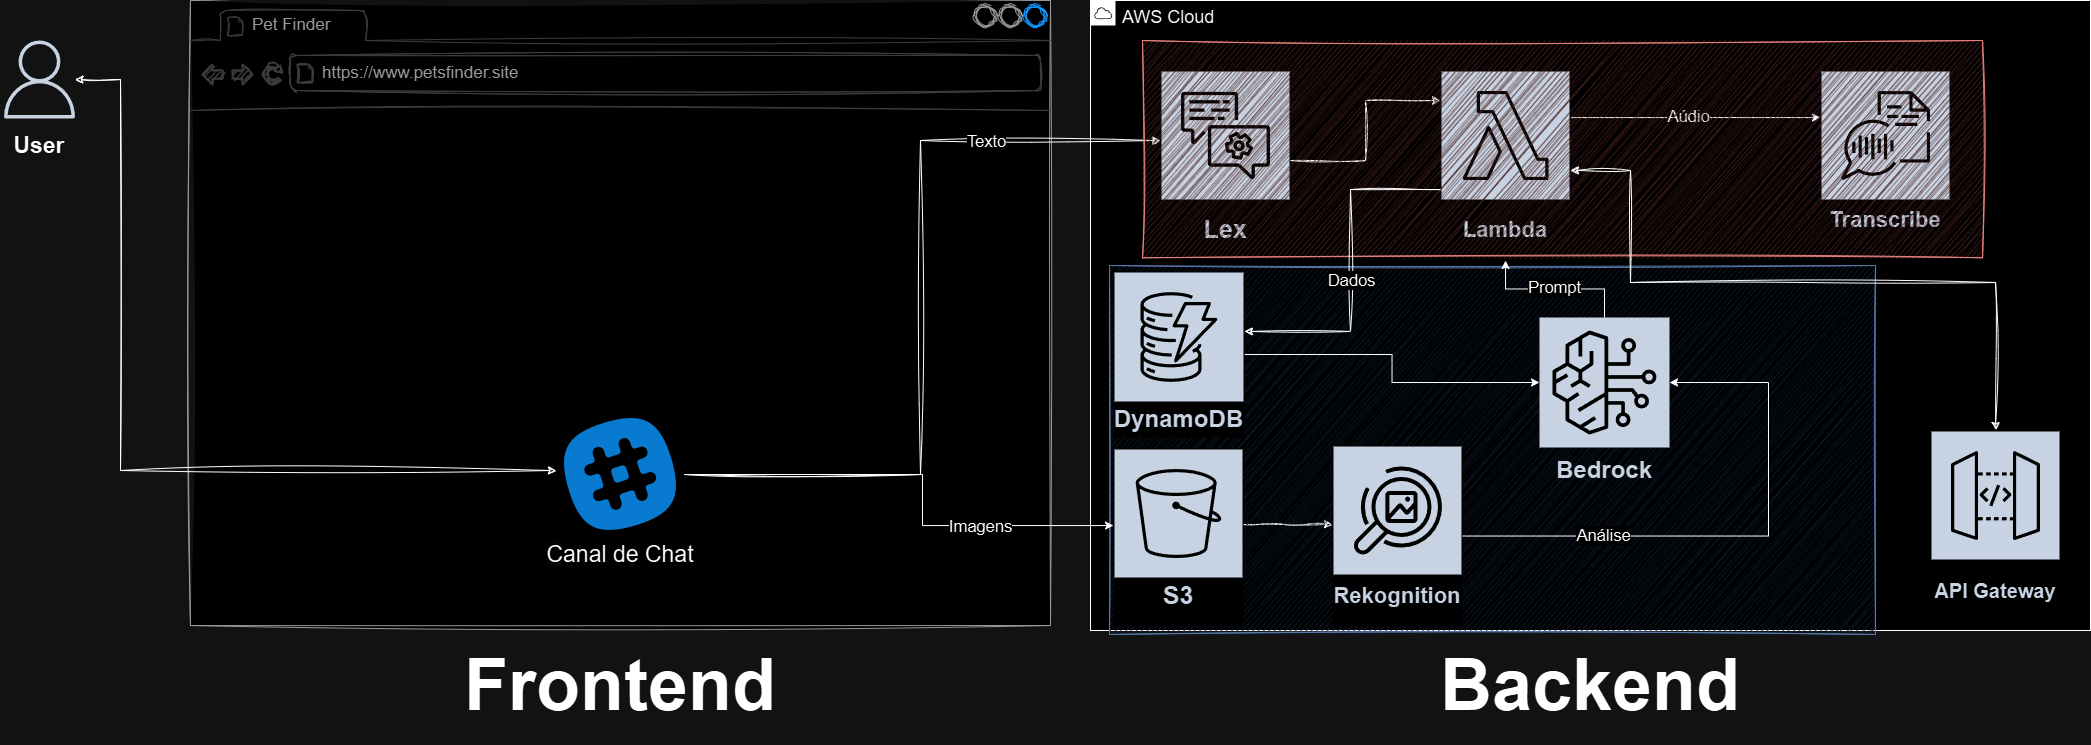 Pet Finder
https://www.petsfinder.site
User
Canal de Chat
Texto
Imagens
Frontend
AWS Cloud
Lex
Lambda
Aúdio
Transcribe
Dados
Prompt
DynamoDB
Bedrock
S3
Rekognition
Análise
</>
API Gateway
Backend